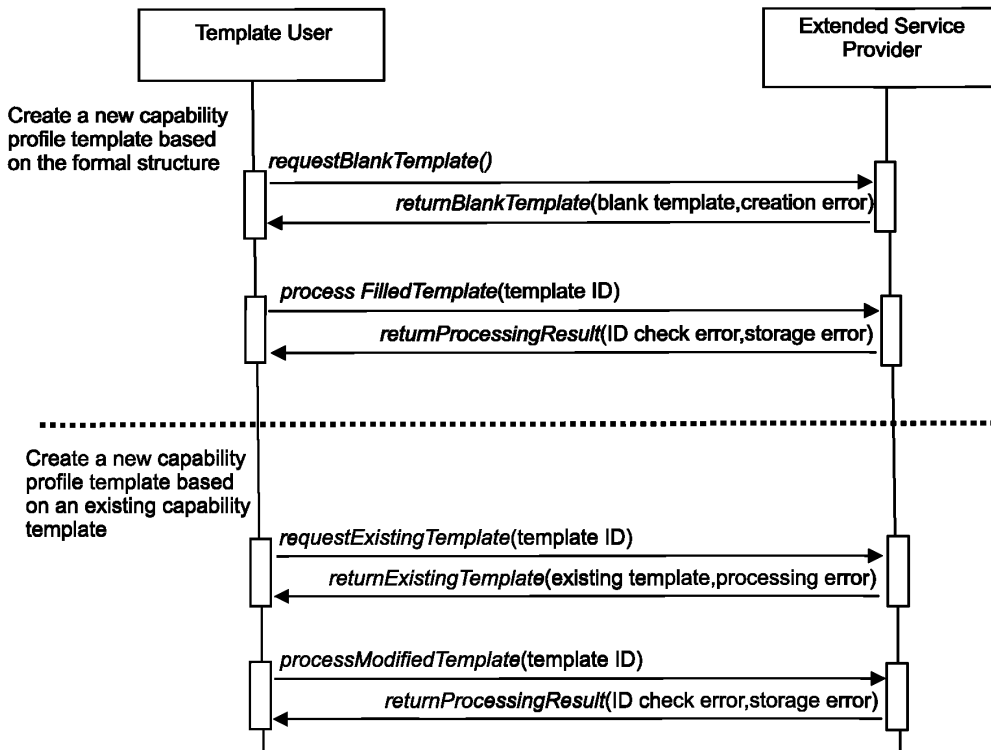 Template User
Extended Service
Provider
Create a new capability
profile template based
on the formal structure
requestBlankTemplate()
returnBlankTemplate(blank template,creation error)
process FilledTemplate(template ID)
returnProcessingResult(ID check error,storage error)
Create a new capability
profile template based
on an existing capability
template
requestExistingTemplate(template ID)
returnExistingTemplate(existing template,processing error)
processModifiedTemplate(template ID)
returnProcessingResult(ID check error,storage error)